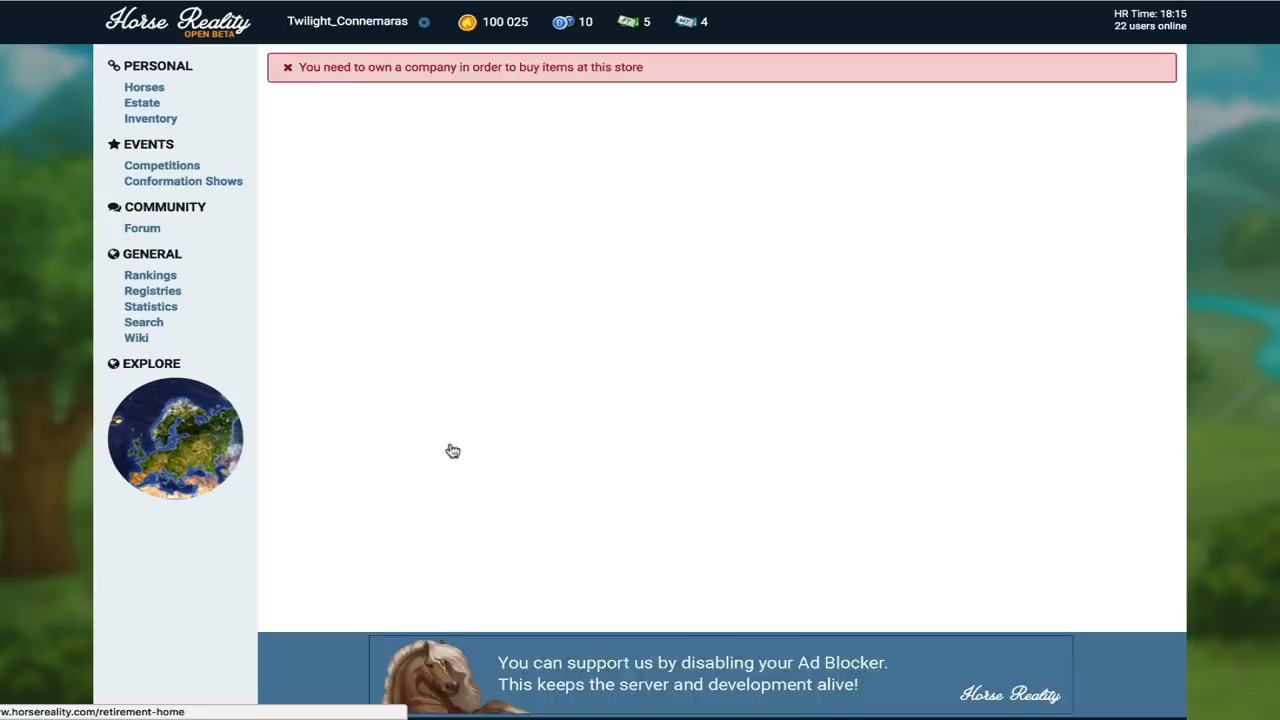 Horse Reality
OPEN BETA
Twilight_Connemaras
100 025
10
5
4
HR Time: 18:15
22 users online
PERSONAL
Horses
Estate
Inventory
EVENTS
Competitions
Conformation Shows
COMMUNITY
Forum
GENERAL
Rankings
Registries
Statistics
Search
Wiki
EXPLORE
You need to own a company in order to buy items at this store
You can support us by disabling your Ad Blocker.
This keeps the server and development alive!
Horse Reality
w.horsereality.com/retirement-home